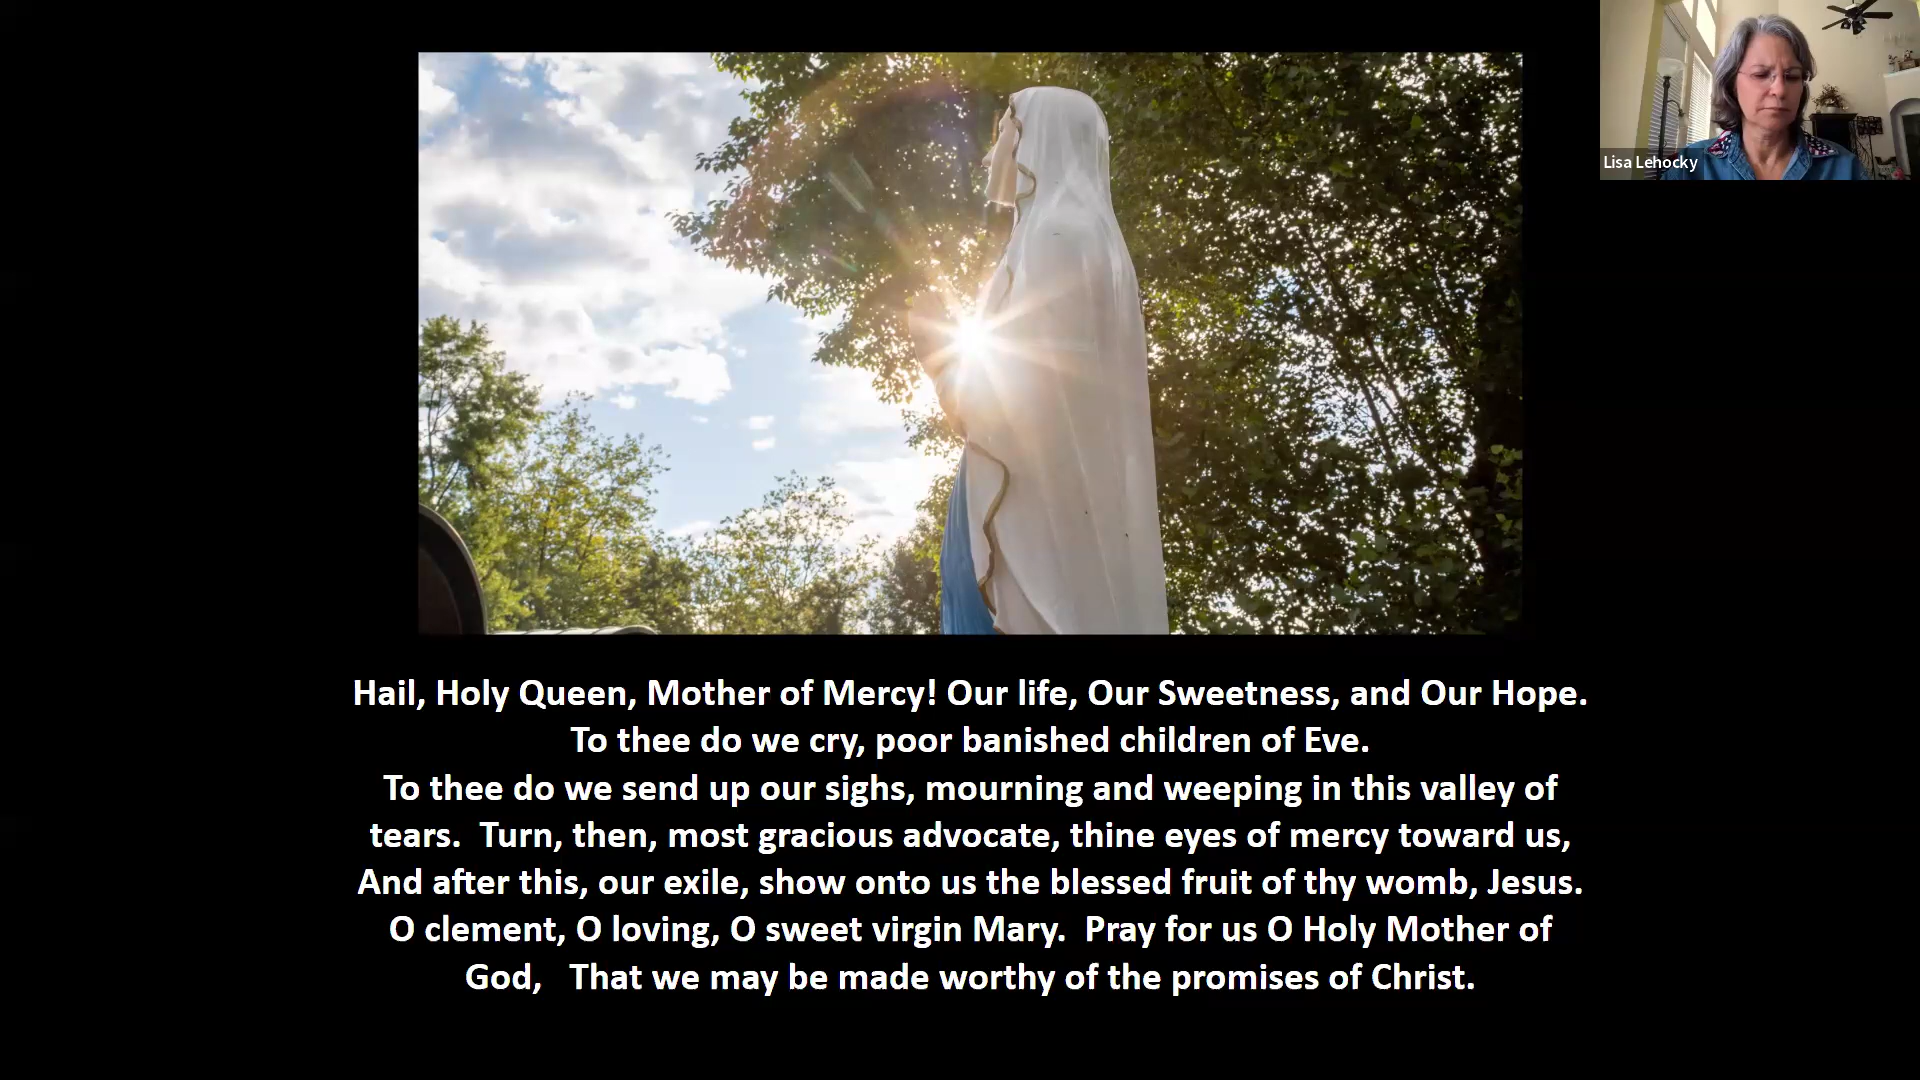 Lisa Lehocky
Hail, Holy Queen, Mother of Mercy! Our life, Our Sweetness, and Our Hope.
To thee do we cry, poor banished children of Eve.
To thee do we send up our sighs, mourning and weeping in this valley of
tears.  Turn, then, most gracious advocate, thine eyes of mercy toward us,
And after this, our exile, show onto us the blessed fruit of thy womb, Jesus.
O clement, O loving, O sweet virgin Mary.  Pray for us O Holy Mother of
God,   That we may be made worthy of the promises of Christ.